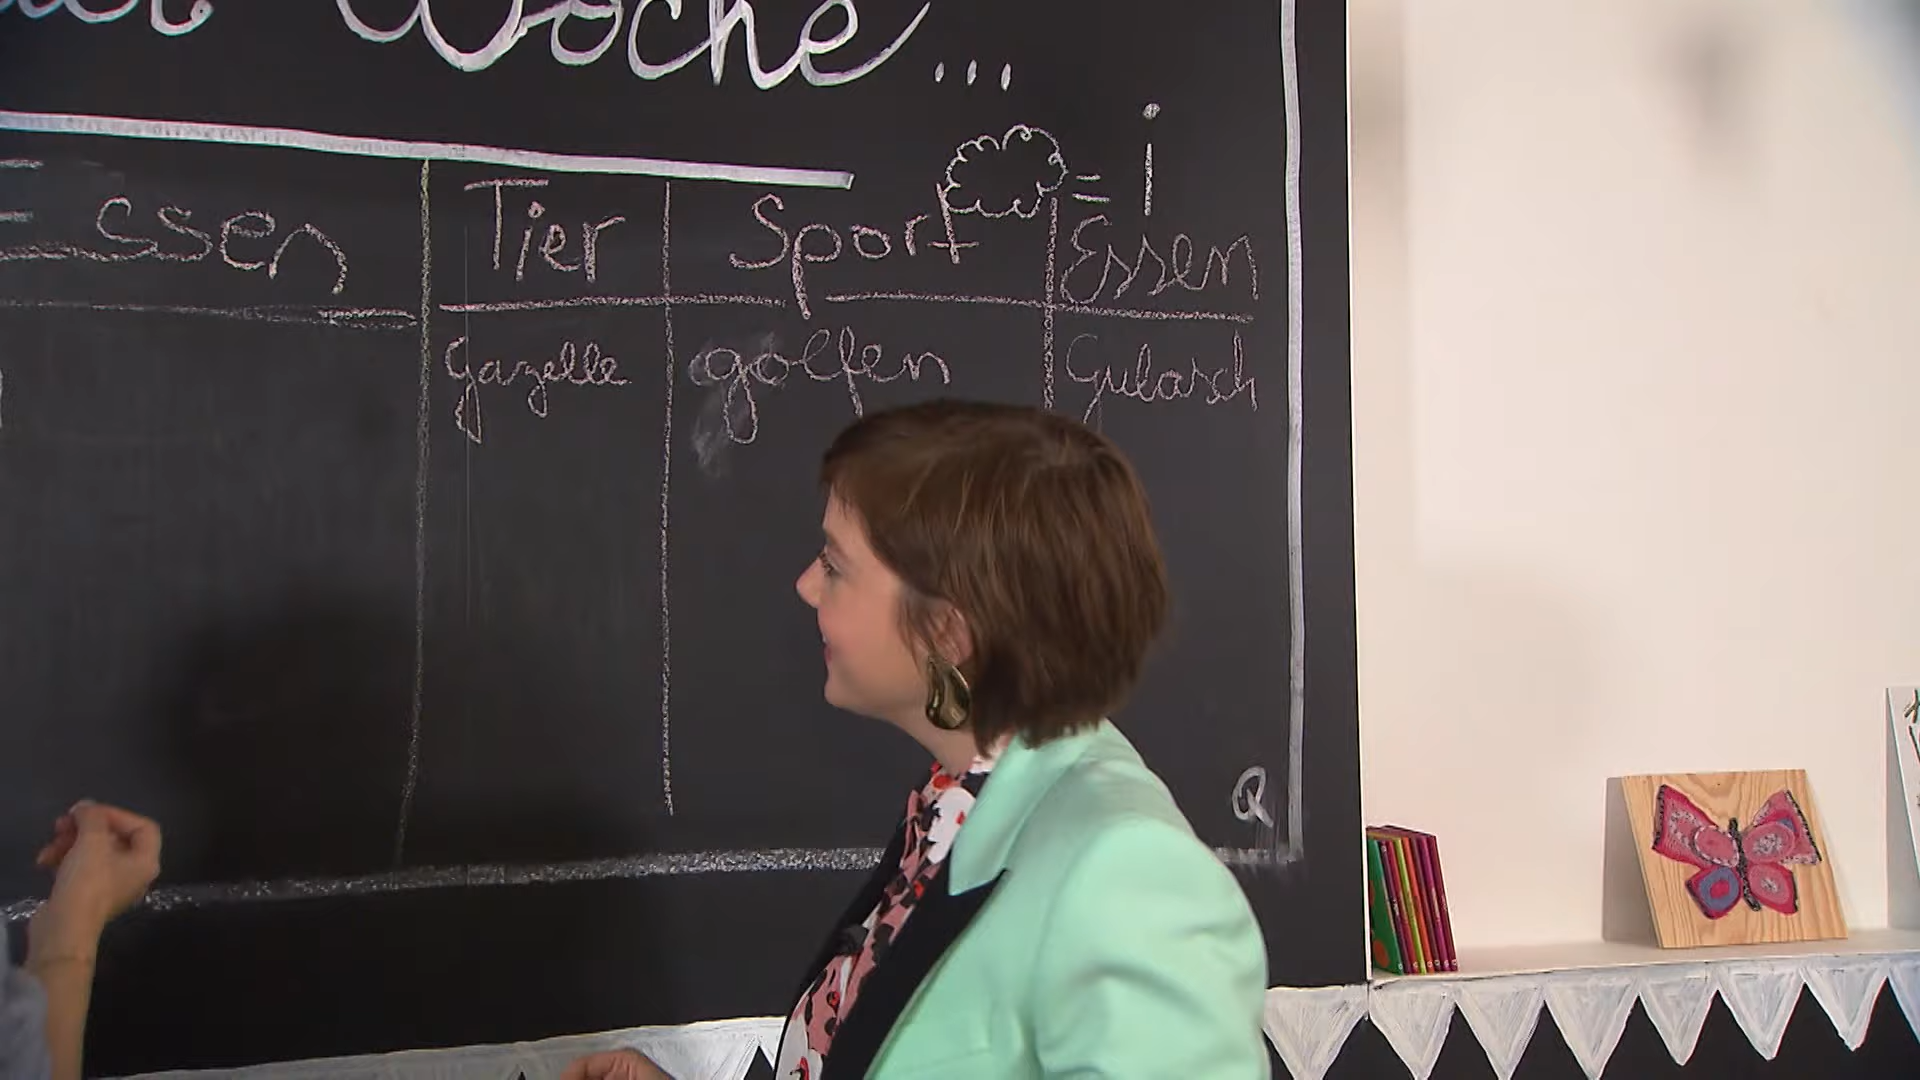 Woche...
= i
Essen Tier Sport Essen
Gazelle golfen Gulasch
Q